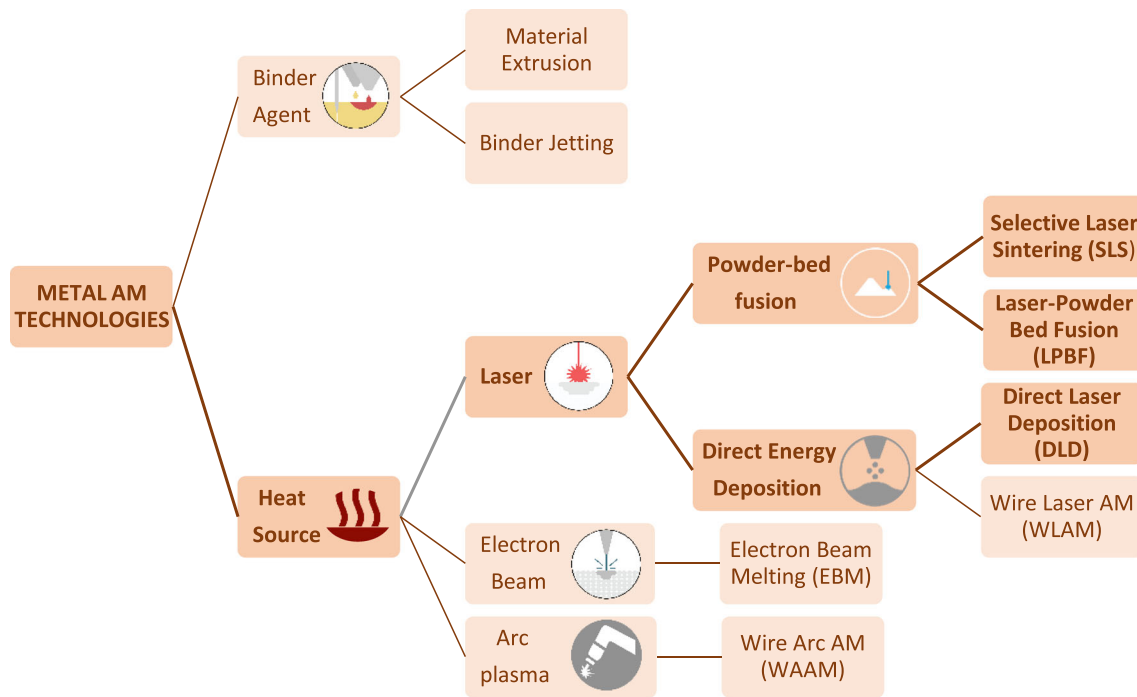 METAL AM
TECHNOLOGIES
Binder
Agent
Material
Extrusion
Binder Jetting
Heat
Source
Laser
Powder-bed
fusion
Selective Laser
Sintering (SLS)
Laser-Powder
Bed Fusion
(LPBF)
Direct Energy
Deposition
Direct Laser
Deposition
(DLD)
Wire Laser AM
(WLAM)
Electron
Beam
Electron Beam
Melting (EBM)
Arc
plasma
Wire Arc AM
(WAAM)